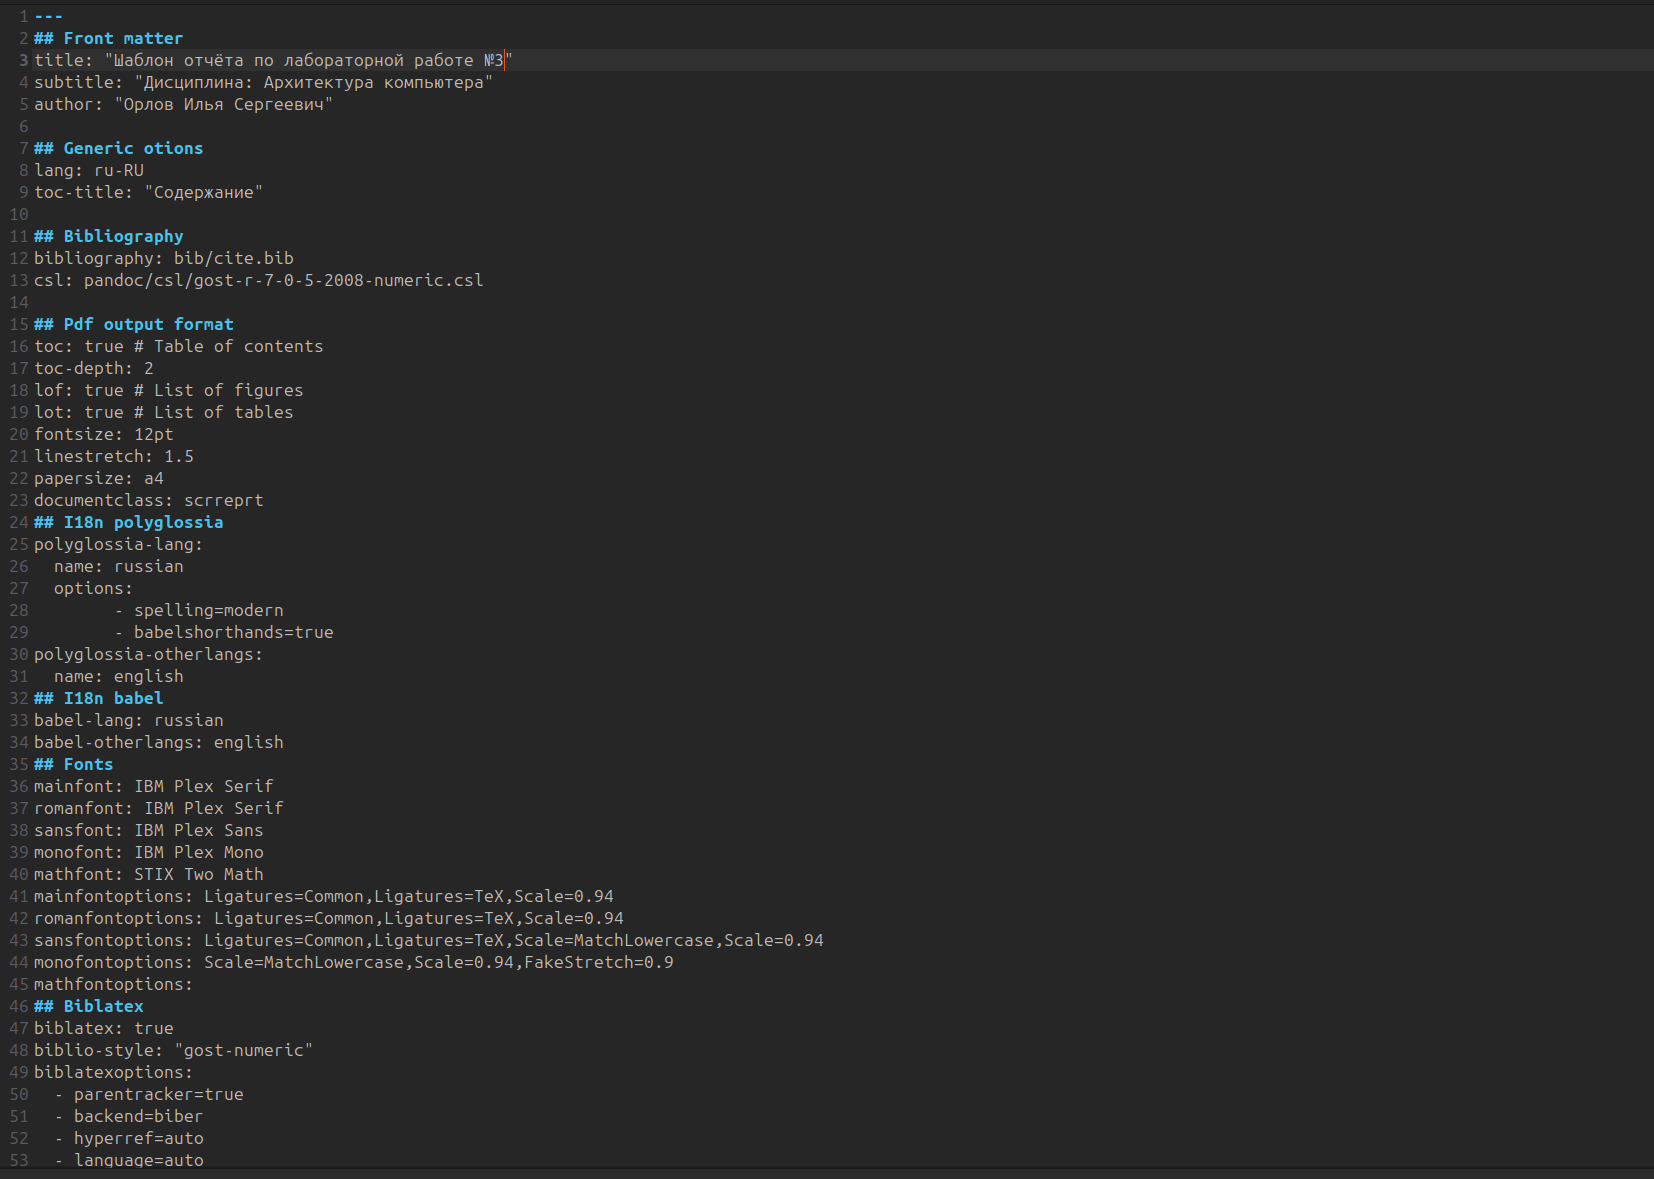 1 ---
2 ## Front matter
3 title: "Шаблон отчёта по лабораторной работе №3"
4 subtitle: "Дисциплина: Архитектура компьютера"
5 author: "Орлов Илья Сергеевич"
6
7 ## Generic otions
8 lang: ru-RU
9 toc-title: "Содержание"
10
11 ## Bibliography
12 bibliography: bib/cite.bib
13 csl: pandoc/csl/gost-r-7-0-5-2008-numeric.csl
14
15 ## Pdf output format
16 toc: true # Table of contents
17 toc-depth: 2
18 lof: true # List of figures
19 lot: true # List of tables
20 fontsize: 12pt
21 linestretch: 1.5
22 papersize: a4
23 documentclass: scrreprt
24 ## I18n polyglossia
25 polyglossia-lang:
26   name: russian
27   options:
28         - spelling=modern
29         - babelshorthands=true
30 polyglossia-otherlangs:
31   name: english
32 ## I18n babel
33 babel-lang: russian
34 babel-otherlangs: english
35 ## Fonts
36 mainfont: IBM Plex Serif
37 romanfont: IBM Plex Serif
38 sansfont: IBM Plex Sans
39 monofont: IBM Plex Mono
40 mathfont: STIX Two Math
41 mainfontoptions: Ligatures=Common,Ligatures=TeX,Scale=0.94
42 romanfontoptions: Ligatures=Common,Ligatures=TeX,Scale=0.94
43 sansfontoptions: Ligatures=Common,Ligatures=TeX,Scale=MatchLowercase,Scale=0.94
44 monofontoptions: Scale=MatchLowercase,Scale=0.94,FakeStretch=0.9
45 mathfontoptions:
46 ## Biblatex
47 biblatex: true
48 biblio-style: "gost-numeric"
49 biblatexoptions:
50   - parentracker=true
51   - backend=biber
52   - hyperref=auto
53   - language=auto